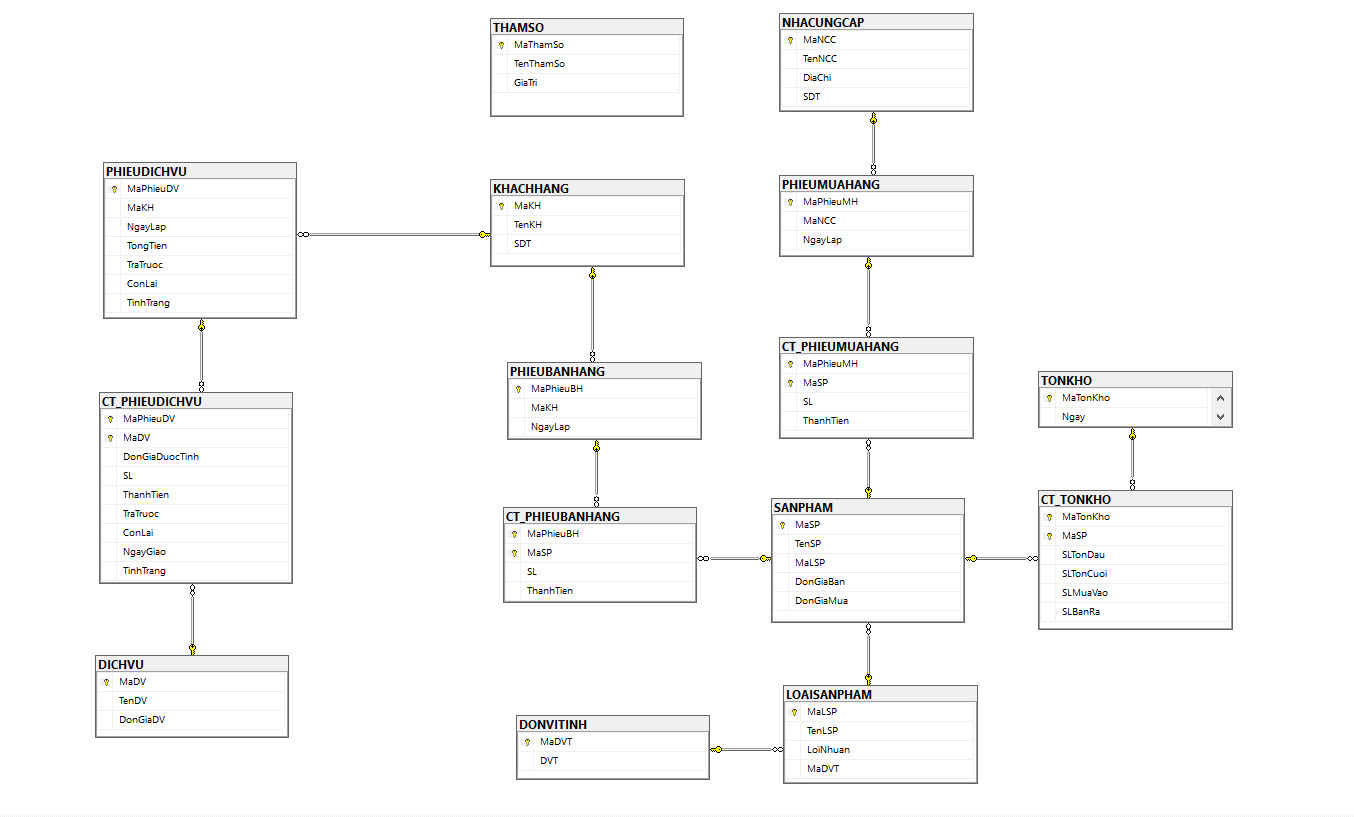 THAMSO
MaThamSo
TenThamSo
GiaTri
NHACUNGCAP
MaNCC
TenNCC
DiaChi
SDT
PHIEUDICHVU
MaPhieuDV
MaKH
NgayLap
TongTien
TraTruoc
ConLai
TinhTrang
KHACHHANG
MaKH
TenKH
SDT
PHIEUMUAHANG
MaPhieuMH
MaNCC
NgayLap
CT_PHIEUMUAHANG
MaPhieuMH
MaSP
SL
ThanhTien
PHIEUBANHANG
MaPhieuBH
MaKH
NgayLap
TONKHO
MaTonKho
Ngay
CT_PHIEUDICHVU
MaPhieuDV
MaDV
DonGiaDuocTinh
SL
ThanhTien
TraTruoc
ConLai
NgayGiao
TinhTrang
CT_PHIEUBANHANG
MaPhieuBH
MaSP
SL
ThanhTien
SANPHAM
MaSP
TenSP
MaLSP
DonGiaBan
DonGiaMua
CT_TONKHO
MaTonKho
MaSP
SLTonDau
SLTonCuoi
SLMuaVao
SLBanRa
DICHVU
MaDV
TenDV
DonGiaDV
DONVITINH
MaDVT
DVT
LOAISANPHAM
MaLSP
TenLSP
LoiNhuan
MaDVT